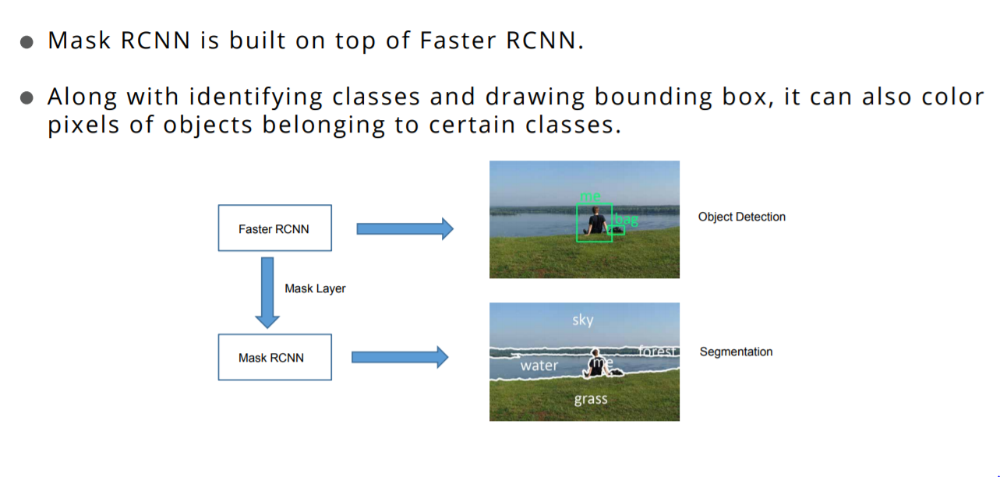 ● Mask RCNN is built on top of Faster RCNN.
● Along with identifying classes and drawing bounding box, it can also color
pixels of objects belonging to certain classes.
me
bag
Object Detection
Faster RCNN
Mask Layer
sky
forest
Segmentation
Mask RCNN
water
me
grass